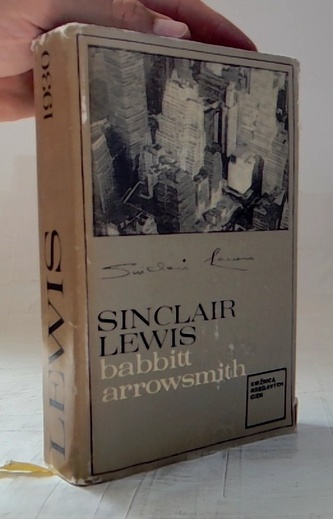 1930
LEWIS
Sinclair Lewis
SINCLAIR
LEWIS
babbitt
arrowsmith
KNIŽNICA
NOBELOVÝCH
CIEN